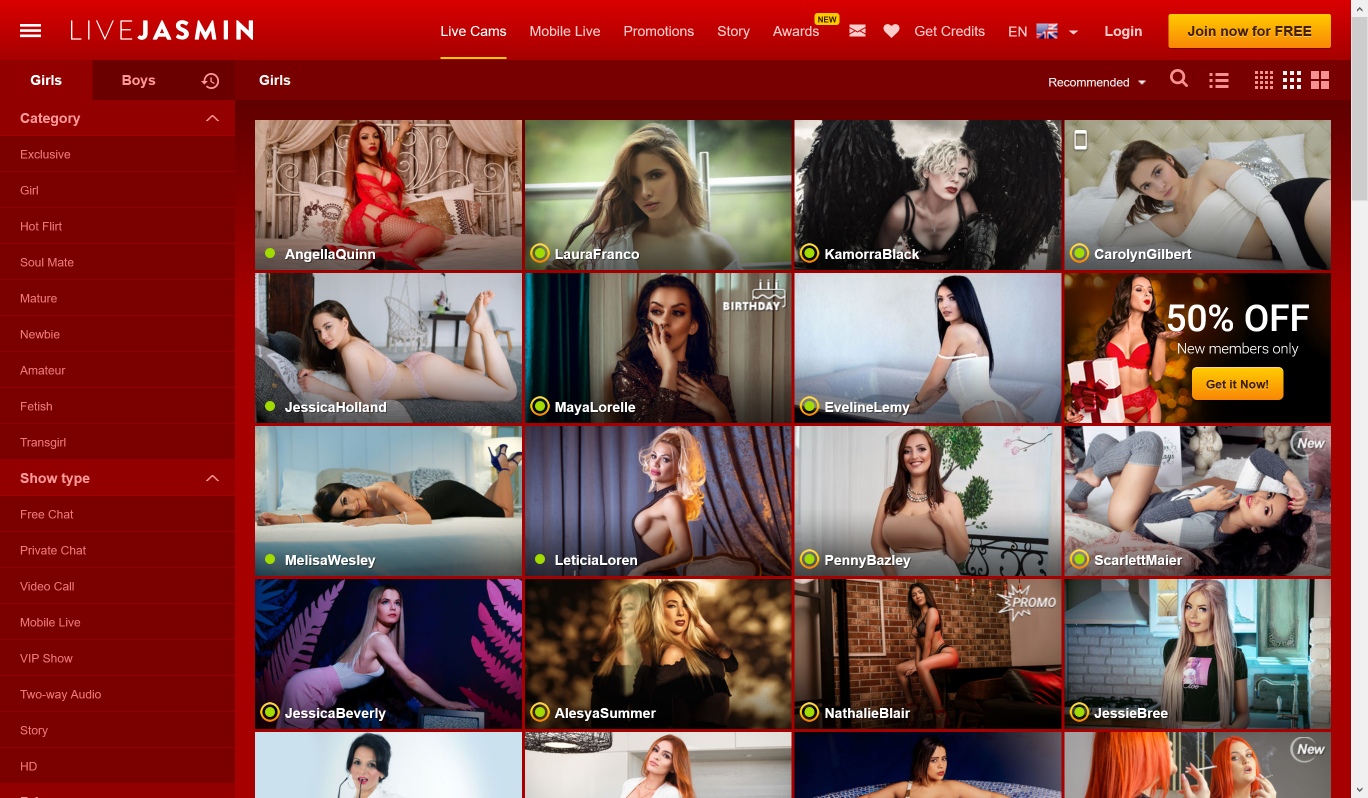 LIVEJASMIN
Live Cams
Mobile Live
Promotions
Story
Awards
NEW
Get Credits
EN
Login
Join now for FREE
Girls
Boys
Girls
Recommended
Category
Exclusive
Girl
Hot Flirt
Soul Mate
Mature
Newbie
Amateur
Fetish
Transgirl
Show type
Free Chat
Private Chat
Video Call
Mobile Live
VIP Show
Two-way Audio
Story
HD
AngellaQuinn
LauraFranco
KamorraBlack
CarolynGilbert
JessicaHolland
BIRTHDAY
MayaLorelle
EvelineLemy
50% OFF
New members only
Get it Now!
MelisaWesley
LeticiaLoren
PennyBazley
New
ScarlettMaier
JessicaBeverly
AlesyaSummer
PROMO
NathalieBlair
JessieBree
New